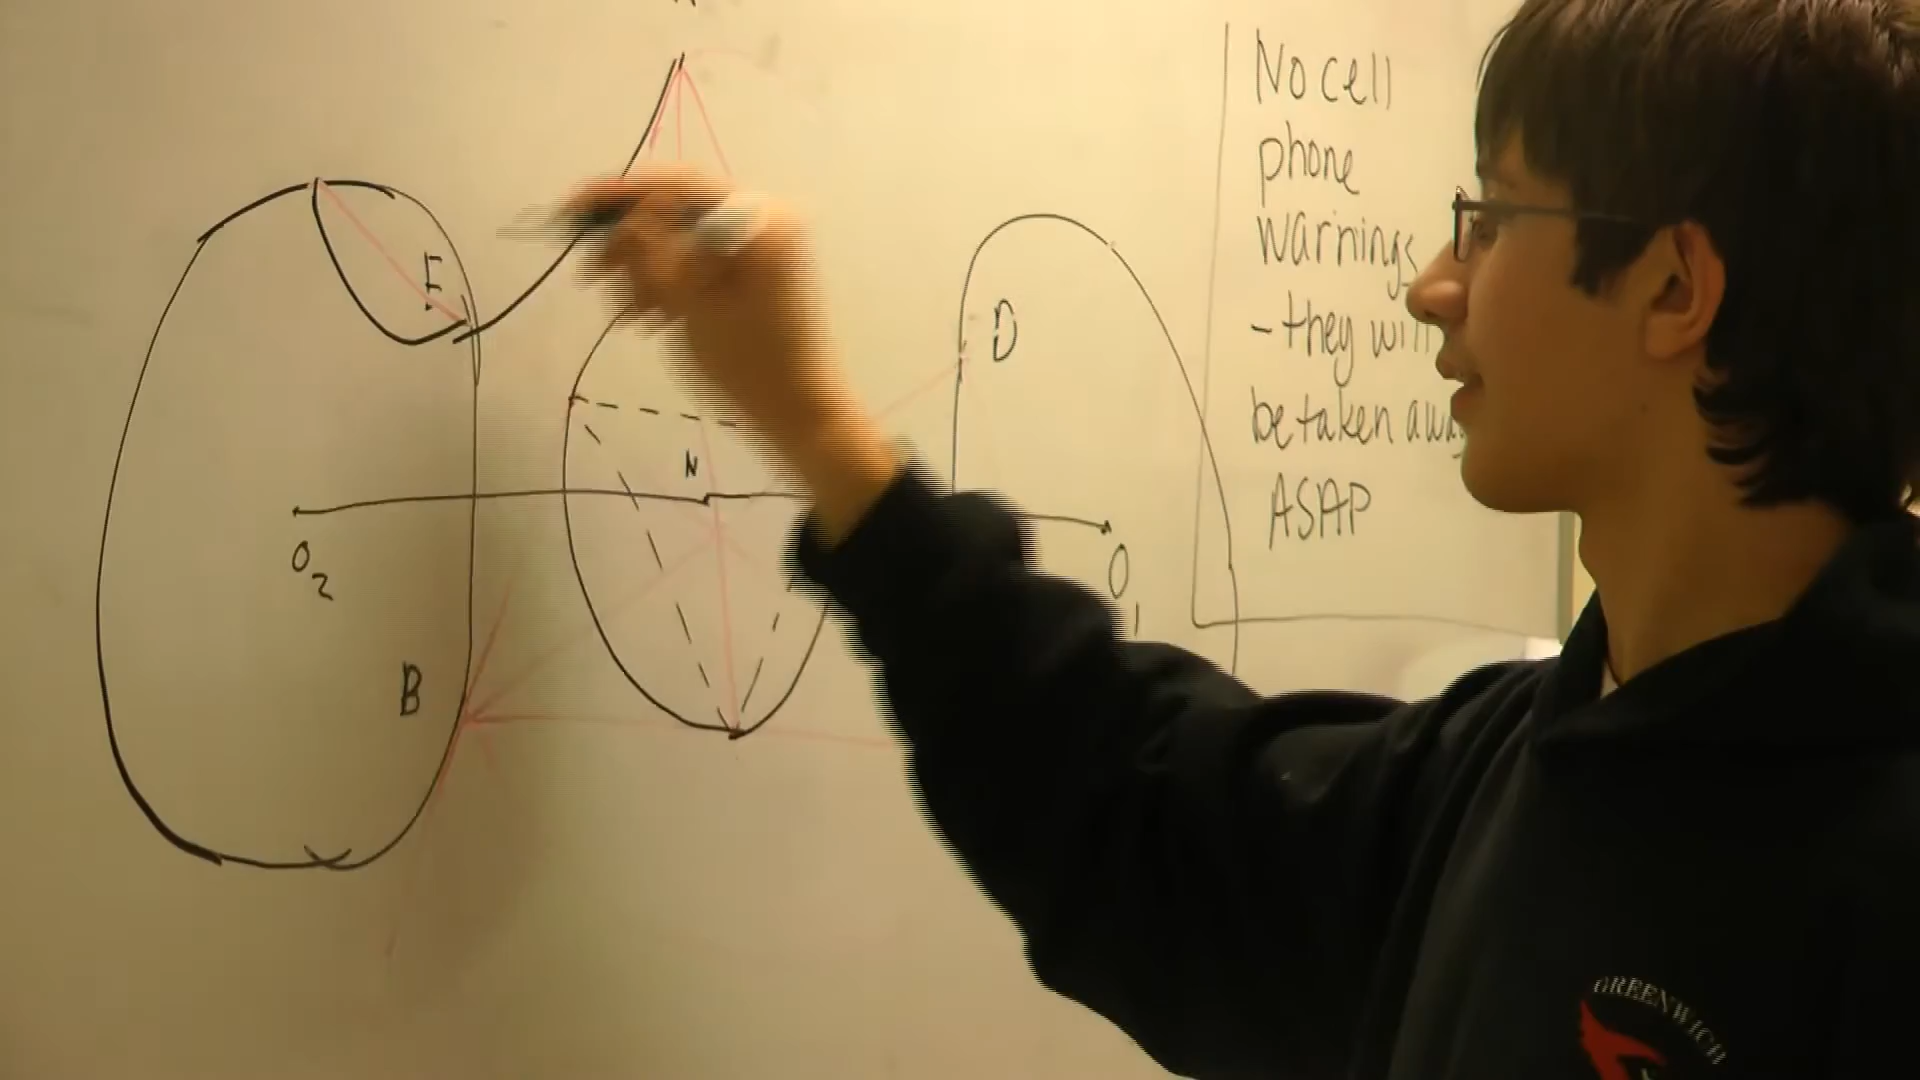 No cell
phone
warnings
- they will
be taken away
ASAP
E
D
N
O2
O1
B
GREENWICH